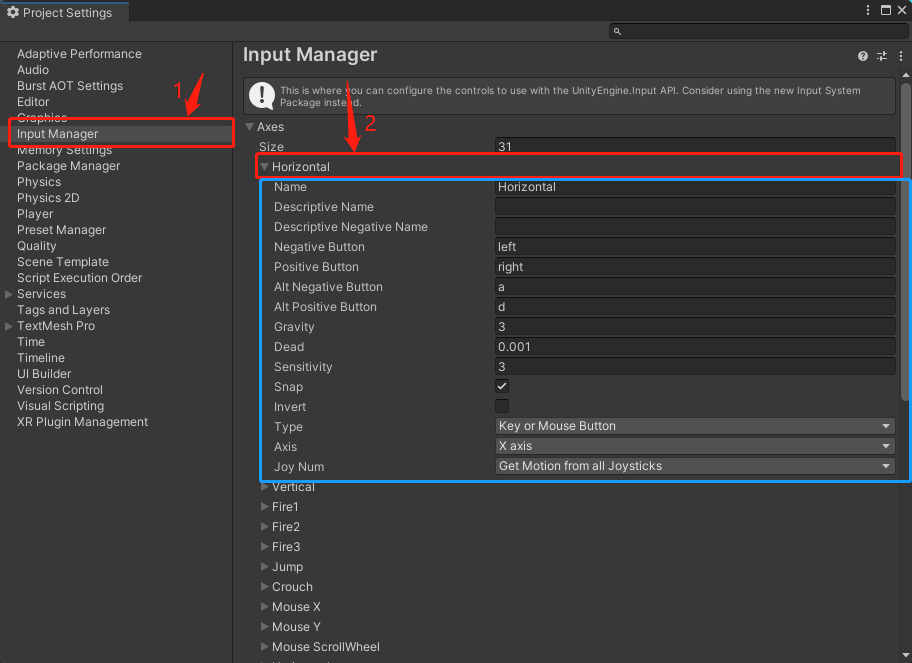 Project Settings
Adaptive Performance
Audio
Burst AOT Settings
Editor
Graphics
Input Manager
Memory Settings
Package Manager
Physics
Physics 2D
Player
Preset Manager
Quality
Scene Template
Script Execution Order
Services
Tags and Layers
TextMesh Pro
Time
Timeline
UI Builder
Version Control
Visual Scripting
XR Plugin Management
1
Input Manager
This is where you can configure the controls to use with the UnityEngine.Input API. Consider using the new Input System
Package instead.
2
Axes
Size 31
Horizontal
Name Horizontal
Descriptive Name
Descriptive Negative Name
Negative Button left
Positive Button right
Alt Negative Button a
Alt Positive Button d
Gravity 3
Dead 0.001
Sensitivity 3
Snap
Invert
Type Key or Mouse Button
Axis X axis
Joy Num Get Motion from all Joysticks
Vertical
Fire1
Fire2
Fire3
Jump
Crouch
Mouse X
Mouse Y
Mouse ScrollWheel